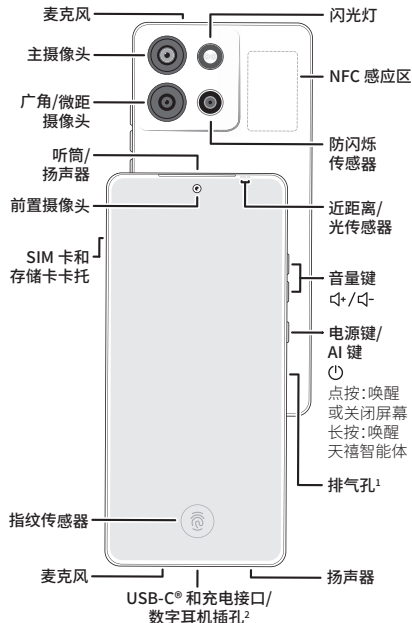 麦克风
闪光灯
主摄像头
NFC 感应区
广角/微距
摄像头
防闪烁
传感器
听筒/
扬声器
前置摄像头
近距离/
光传感器
SIM 卡和
存储卡卡托
音量键
+/-
电源键/
AI 键
点按:唤醒
或关闭屏幕
长按:唤醒
天禧智能体
排气孔¹
指纹传感器
麦克风
扬声器
USB-C® 和充电接口/
数字耳机插孔²